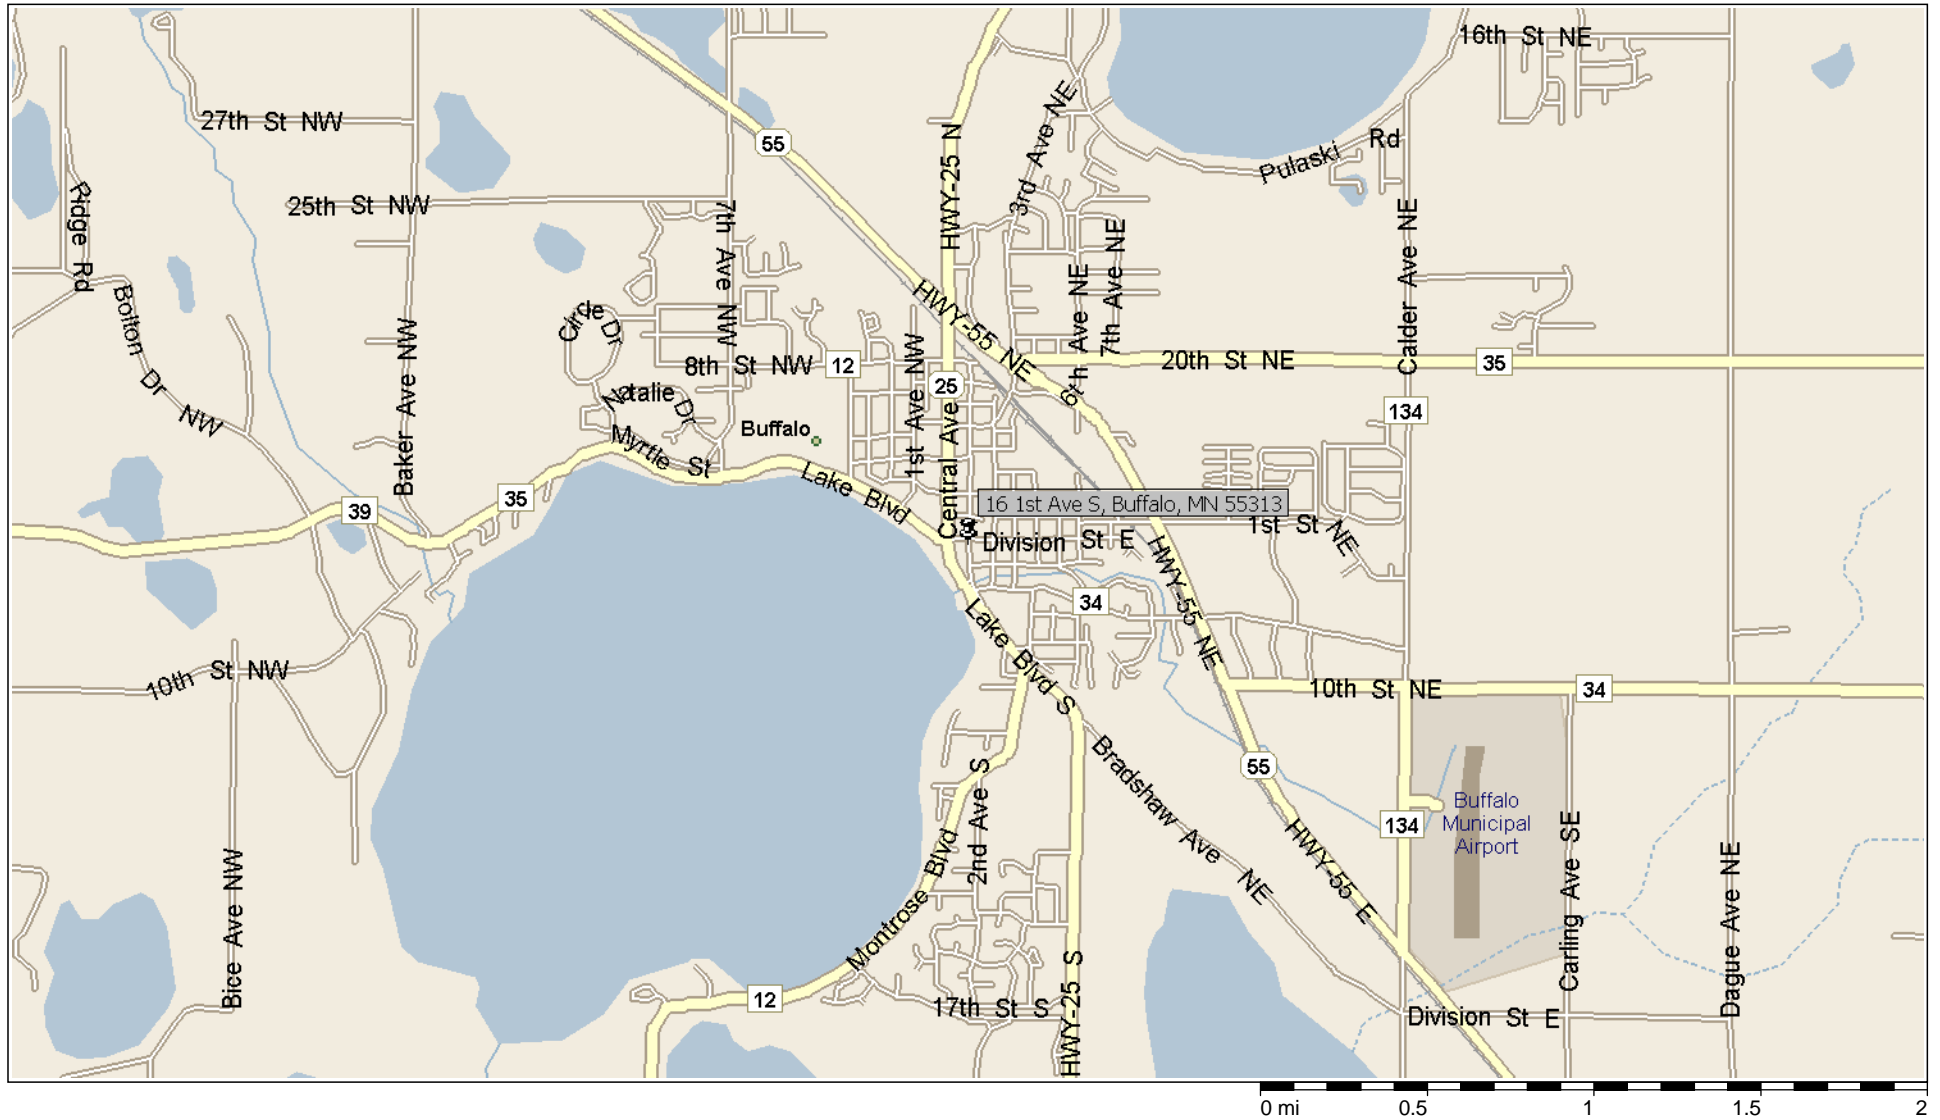 16th St NE
27th St NW
55
HWY-25 N
3rd Ave NE
Pulaski Rd
Ridge Rd
25th St NW
7th Ave NW
7th Ave NE
Calder Ave NE
Bolton Dr NW
Circle Dr
HWY-55 NE
6th Ave NE
Baker Ave NW
8th St NW
12
1st Ave NW
20th St NE
35
25
Natalie Dr
134
Buffalo
Myrtle St
Lake Blvd
Central Ave
39
35
16 1st Ave S, Buffalo, MN 55313
1st St NE
Division St E
HWY-55 NE
34
Lake Blvd S
10th St NW
10th St NE
34
Bradshaw Ave NE
55
2nd Ave S
Buffalo
Municipal
Airport
134
HWY-55 E
Montrose Blvd
Bice Ave NW
Carling Ave SE
Dague Ave NE
12
17th St S
HWY-25 S
Division St E
0 mi 0.5 1 1.5 2